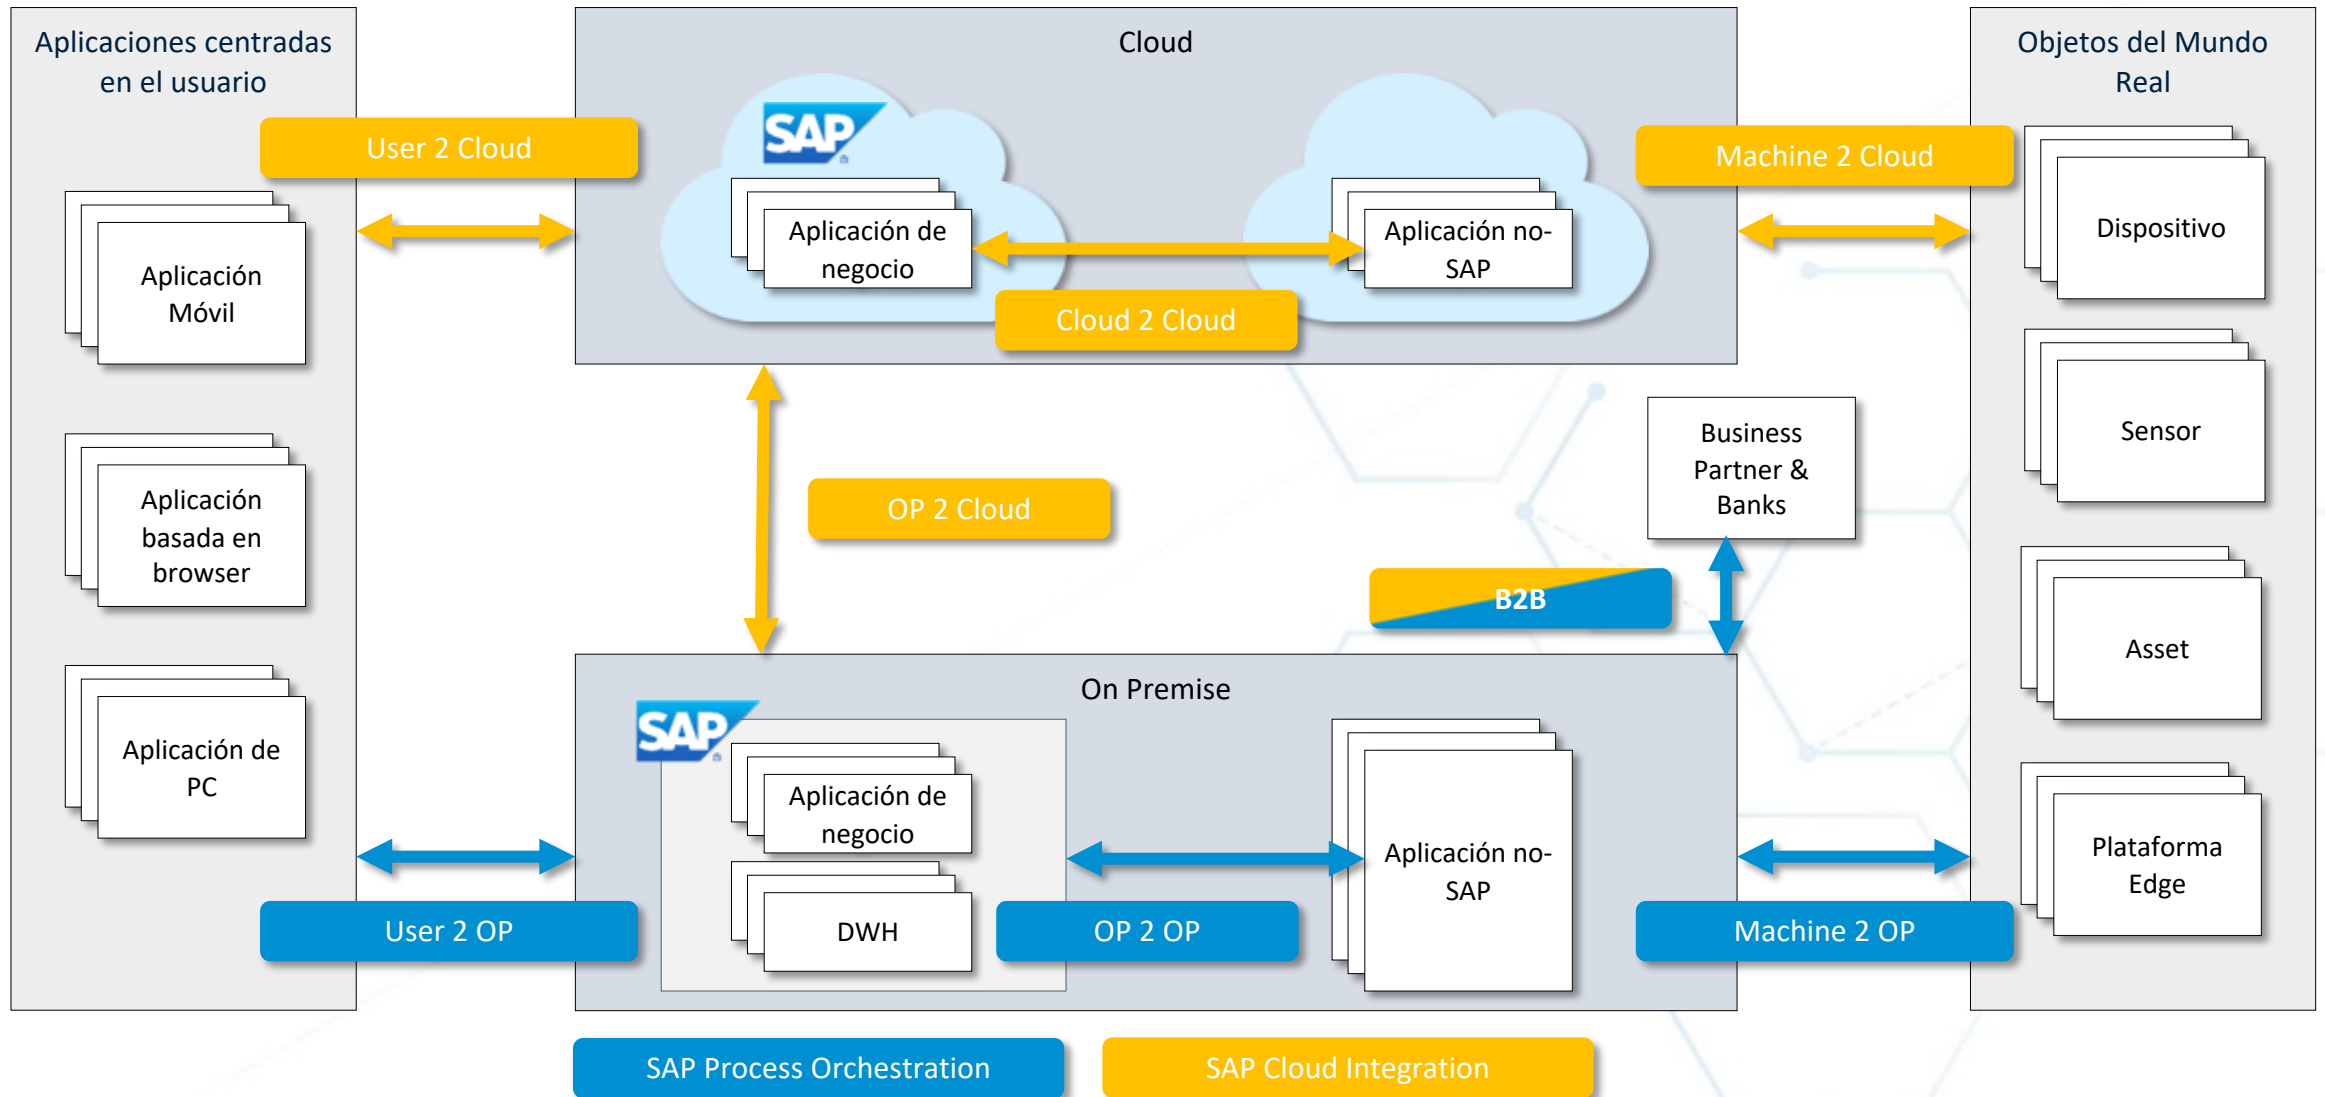 Aplicaciones centradas
en el usuario
Cloud
Objetos del Mundo
Real
User 2 Cloud
SAP
Machine 2 Cloud
Aplicación
Móvil
Aplicación de
negocio
Aplicación no-
SAP
Dispositivo
Cloud 2 Cloud
Sensor
Business
Partner &
Banks
OP 2 Cloud
Aplicación
basada en
browser
B2B
Asset
On Premise
SAP
Aplicación de
PC
Aplicación de
negocio
Aplicación no-
SAP
Plataforma
Edge
User 2 OP
DWH
OP 2 OP
Machine 2 OP
SAP Process Orchestration
SAP Cloud Integration